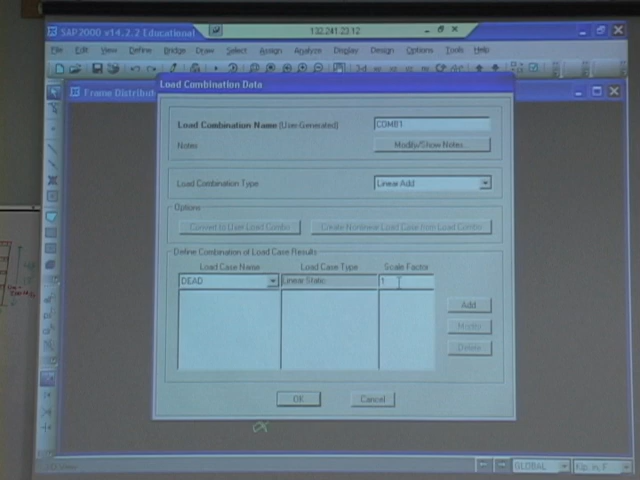 SAP2000 v14.2.2 Educational
132.241.23.12
File Edit View Define Bridge Draw Select Assign Analyze Display Design Options Tools Help
Frame Distribut
Load Combination Data
Load Combination Name (User-Generated)
COMB1
Notes
Modify/Show Notes...
Load Combination Type
Linear Add
Options
Convert to User Load Combo
Create Nonlinear Load Case from Load Combo
Define Combination of Load Case Results
Load Case Name
Load Case Type
Scale Factor
DEAD
Linear Static
1
Add
Modify
Delete
OK
Cancel
GLOBAL
Kip, in, F